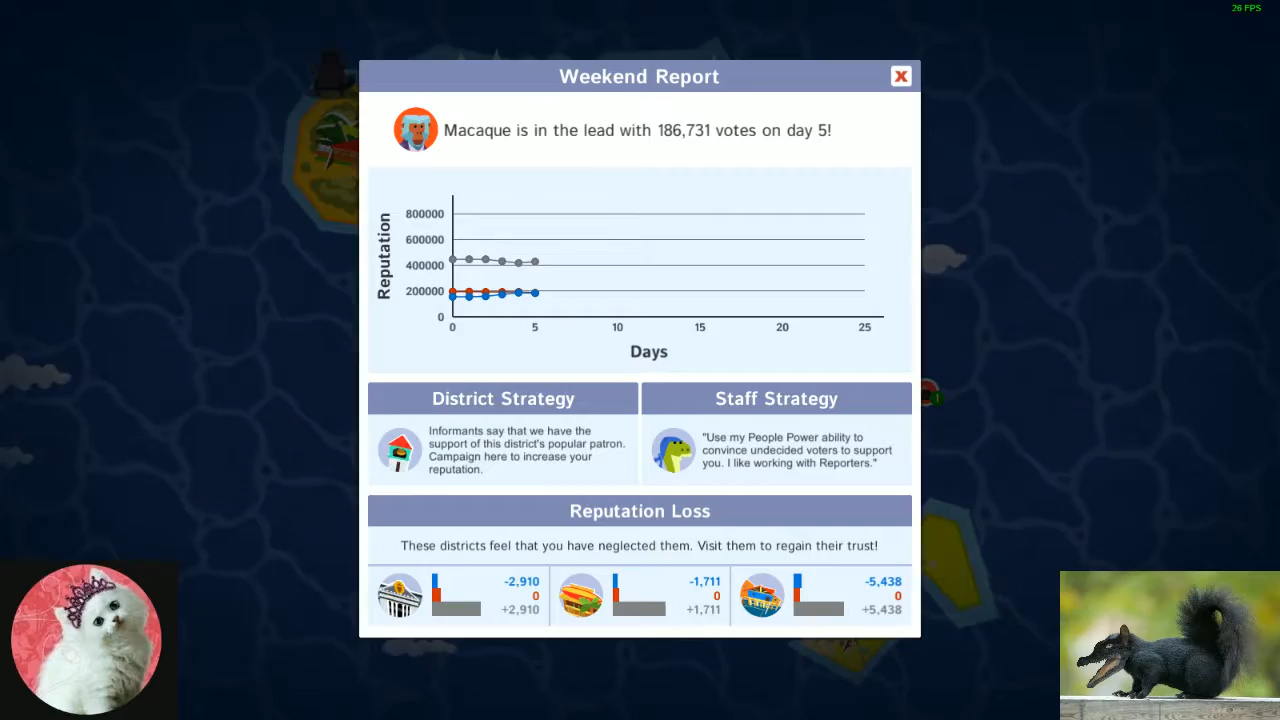 26 FPS
Weekend Report
X
Macaque is in the lead with 186,731 votes on day 5!
Reputation
800000
600000
400000
200000
0
0 5 10 15 20 25
Days
District Strategy
Informants say that we have the
support of this district's popular patron.
Campaign here to increase your
reputation.
Staff Strategy
"Use my People Power ability to
convince undecided voters to support
you. I like working with Reporters."
1
Reputation Loss
These districts feel that you have neglected them. Visit them to regain their trust!
-2,910
0
+2,910
-1,711
0
+1,711
-5,438
0
+5,438